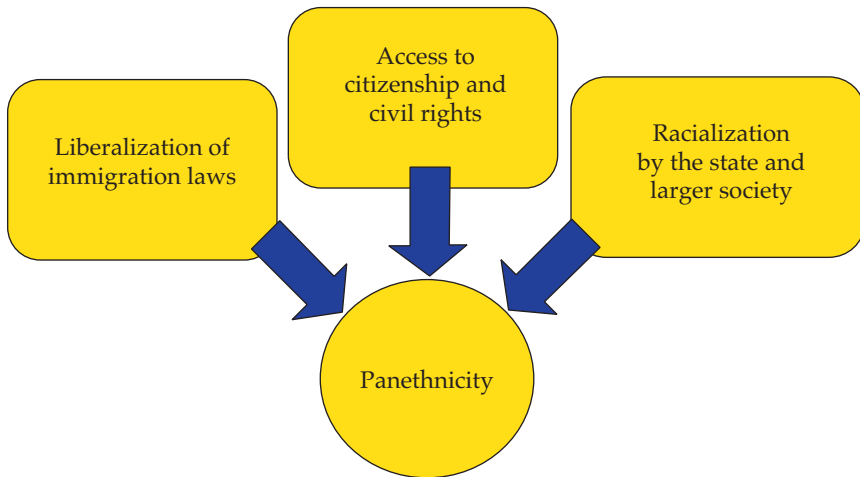 Liberalization of
immigration laws
Access to
citizenship and
civil rights
Racialization
by the state and
larger society
Panethnicity